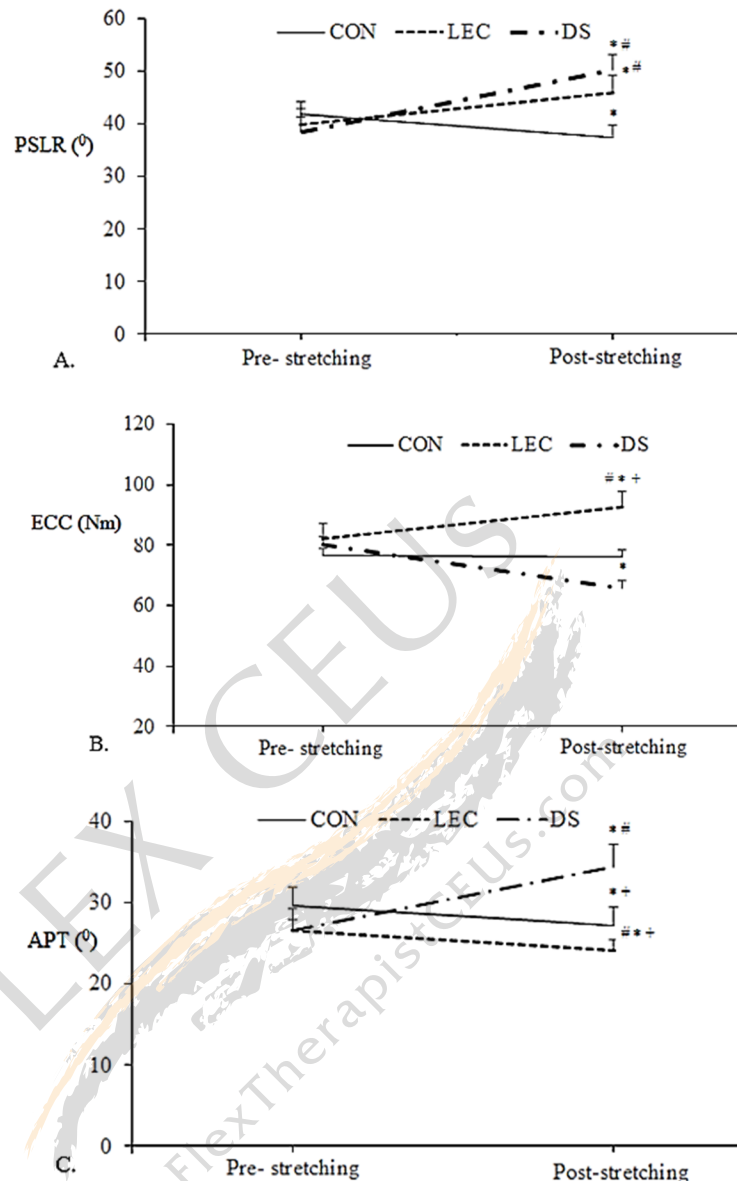 60
CON LEC DS
50
*#
*#
40
*
PSLR (⁰)
30
20
10
0
A.
Pre- stretching Post-stretching
120
CON LEC DS
100
#*+
ECC (Nm)
80
*
60
40
20
B.
Pre- stretching Post-stretching
40
CON LEC DS
*#
30
*+
#*+
APT (⁰)
20
10
0
C.
Pre- stretching Post-stretching
LEX CEUS
FlexTherapistCEUs.com